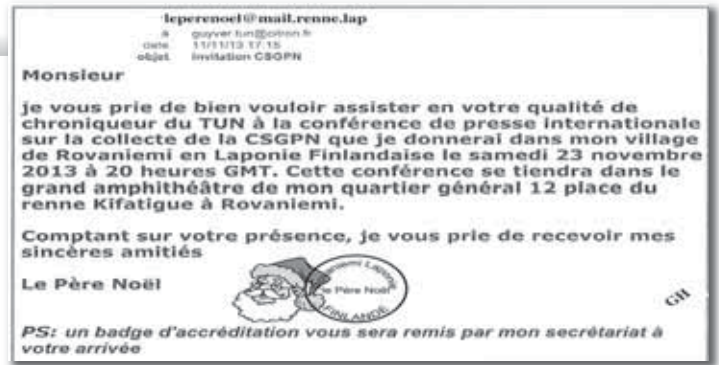 leperenoel@mail.renne.lap
à guyver.tun@citron.fr
date 11/11/13 17:15
objet Invitation CSGPN
Monsieur
je vous prie de bien vouloir assister en votre qualité de
chroniqueur du TUN à la conférence de presse internationale
sur la collecte de la CSGPN que je donnerai dans mon village
de Rovaniemi en Laponie Finlandaise le samedi 23 novembre
2013 à 20 heures GMT. Cette conférence se tiendra dans le
grand amphithéâtre de mon quartier général 12 place du
renne Kifatigue à Rovaniemi.
Comptant sur votre présence, je vous prie de recevoir mes
sincères amitiés
Le Père Noël
Rovaniemi Laponie
le Père Noël
FINLANDE
GH
PS: un badge d'accréditation vous sera remis par mon secrétariat à
votre arrivée